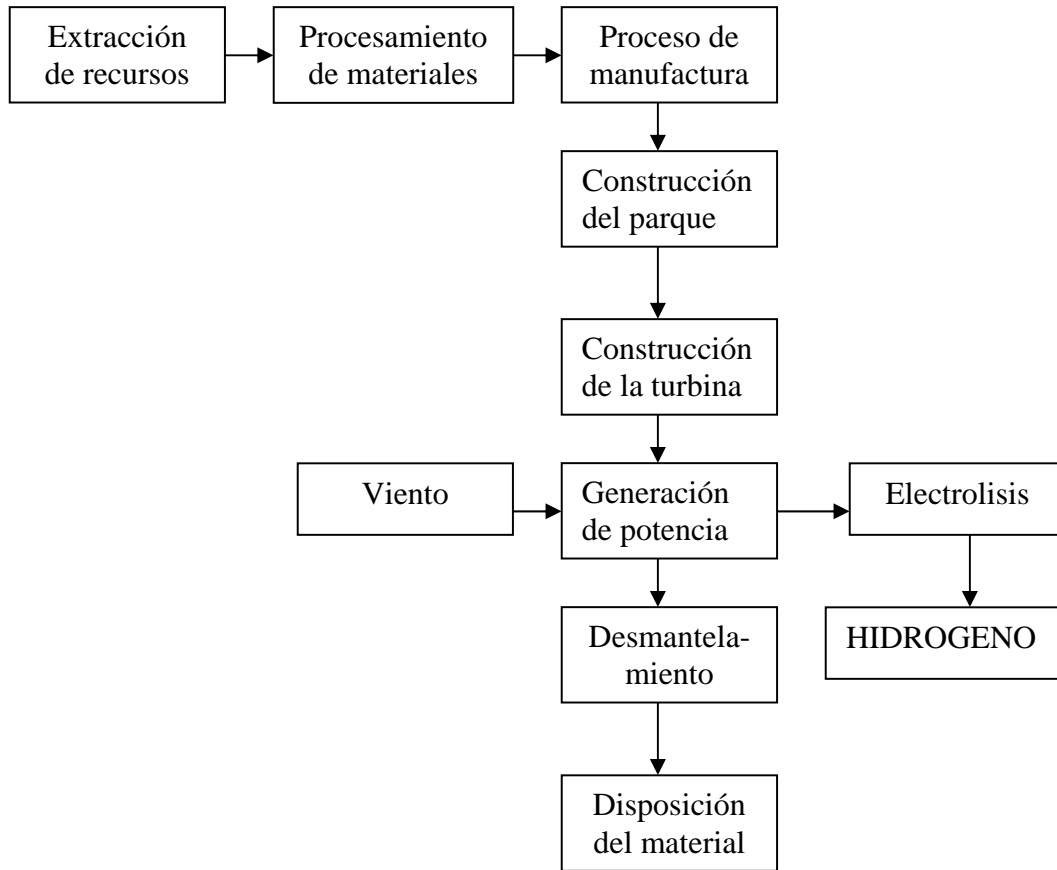 Extracción
de recursos
Procesamiento
de materiales
Proceso de
manufactura
Construcción
del parque
Construcción
de la turbina
Viento
Generación
de potencia
Electrolisis
Desmantela-
miento
HIDROGENO
Disposición
del material